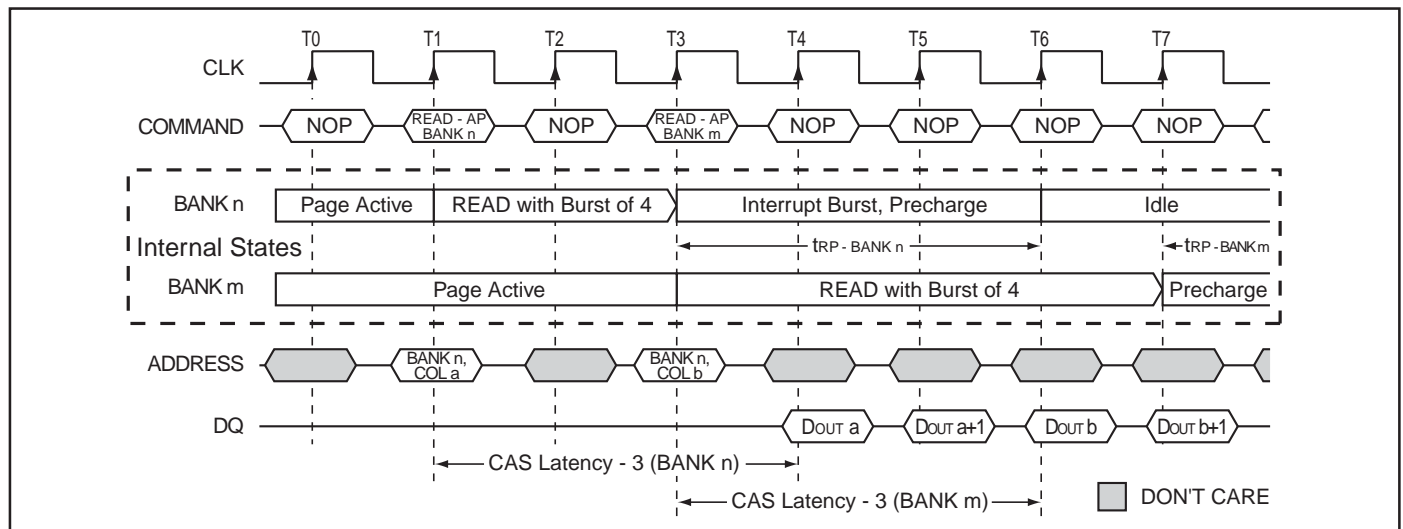 T0 T1 T2 T3 T4 T5 T6 T7
CLK
COMMAND NOP READ - AP BANK n NOP READ - AP BANK m NOP NOP NOP NOP
BANK n Page Active READ with Burst of 4 Interrupt Burst, Precharge Idle
Internal States tRP - BANK n tRP - BANK m
BANK m Page Active READ with Burst of 4 Precharge
ADDRESS BANK n, COL a BANK n, COL b
DQ DOUT a DOUT a+1 DOUT b DOUT b+1
CAS Latency - 3 (BANK n)
CAS Latency - 3 (BANK m) DON'T CARE